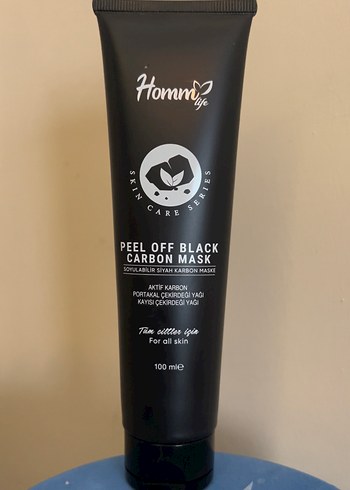 Homm
life
SKIN CARE SERIES
PEEL OFF BLACK
CARBON MASK
SOYULABİLİR SİYAH KARBON MASKE
AKTİF KARBON
PORTAKAL ÇEKİRDEĞİ YAĞI
KAYISI ÇEKİRDEĞİ YAĞI
Tüm ciltler için
For all skin
100 ml℮